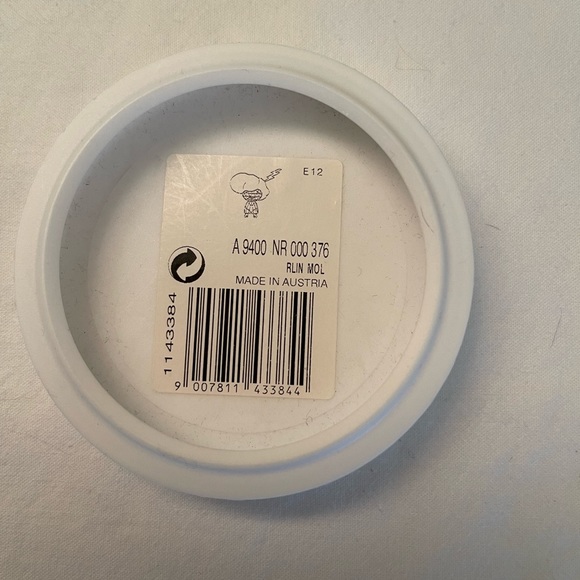 E12
A 9400 NR 000 376
RLIN MOL
MADE IN AUSTRIA
1143384
9 007811 433844